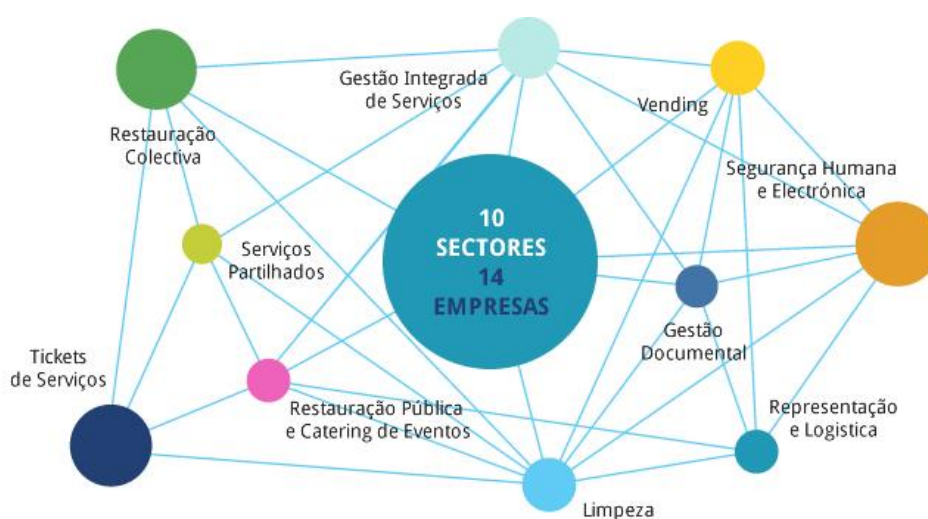 Gestão Integrada
de Serviços
Vending
Restauração
Colectiva
Segurança Humana
e Electrónica
10
SECTORES
14
EMPRESAS
Serviços
Partilhados
Gestão
Documental
Tickets
de Serviços
Restauração Pública
e Catering de Eventos
Representação
e Logistica
Limpeza